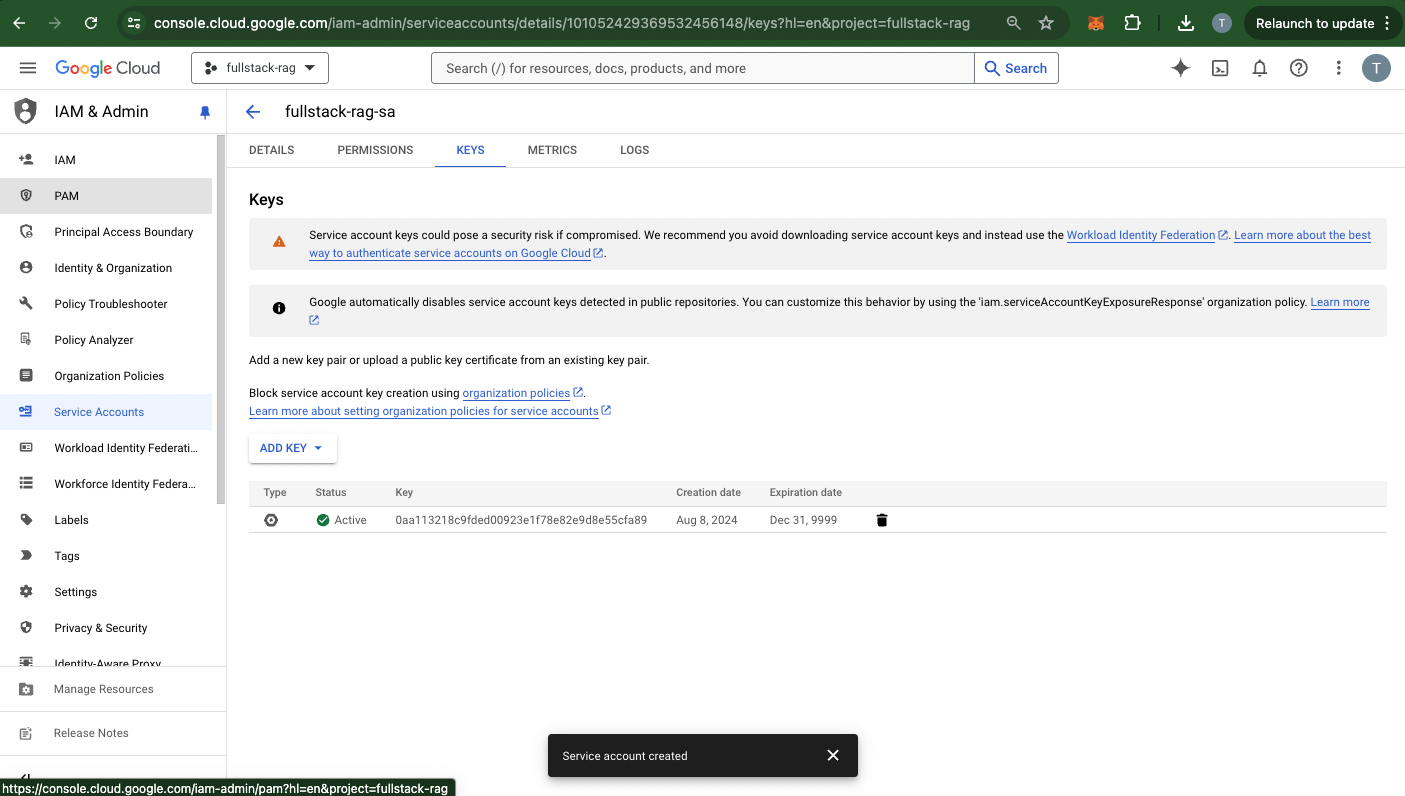 console.cloud.google.com/iam-admin/serviceaccounts/details/101052429369532456148/keys?hl=en&project=fullstack-rag
T
Relaunch to update
Google Cloud
fullstack-rag
Search (/) for resources, docs, products, and more
Search
T
IAM & Admin
fullstack-rag-sa
DETAILS
PERMISSIONS
KEYS
METRICS
LOGS
IAM
PAM
Principal Access Boundary
Identity & Organization
Policy Troubleshooter
Policy Analyzer
Organization Policies
Service Accounts
Workload Identity Federati...
Workforce Identity Federa...
Labels
Tags
Settings
Privacy & Security
Identity-Aware Proxy
Manage Resources
Release Notes
Keys
Service account keys could pose a security risk if compromised. We recommend you avoid downloading service account keys and instead use the Workload Identity Federation. Learn more about the best
way to authenticate service accounts on Google Cloud.
Google automatically disables service account keys detected in public repositories. You can customize this behavior by using the 'iam.serviceAccountKeyExposureResponse' organization policy. Learn more
Add a new key pair or upload a public key certificate from an existing key pair.
Block service account key creation using organization policies.
Learn more about setting organization policies for service accounts
ADD KEY
Type Status Key Creation date Expiration date
Active 0aa113218c9fded00923e1f78e82e9d8e55cfa89 Aug 8, 2024 Dec 31, 9999
Service account created
https://console.cloud.google.com/iam-admin/pam?hl=en&project=fullstack-rag